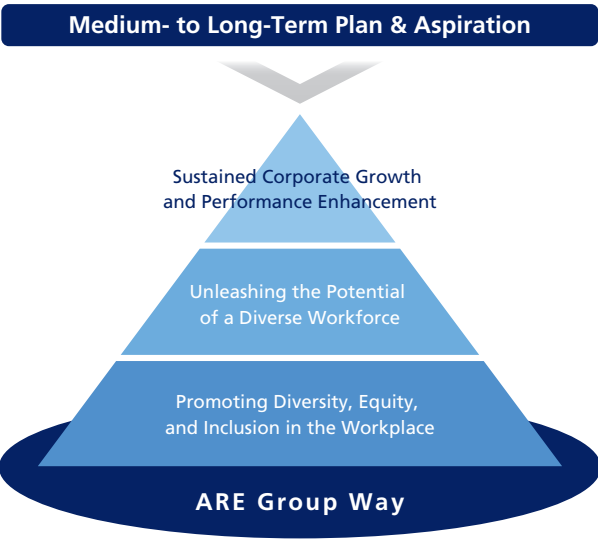 Medium- to Long-Term Plan & Aspiration
Sustained Corporate Growth
and Performance Enhancement
Unleashing the Potential
of a Diverse Workforce
Promoting Diversity, Equity,
and Inclusion in the Workplace
ARE Group Way